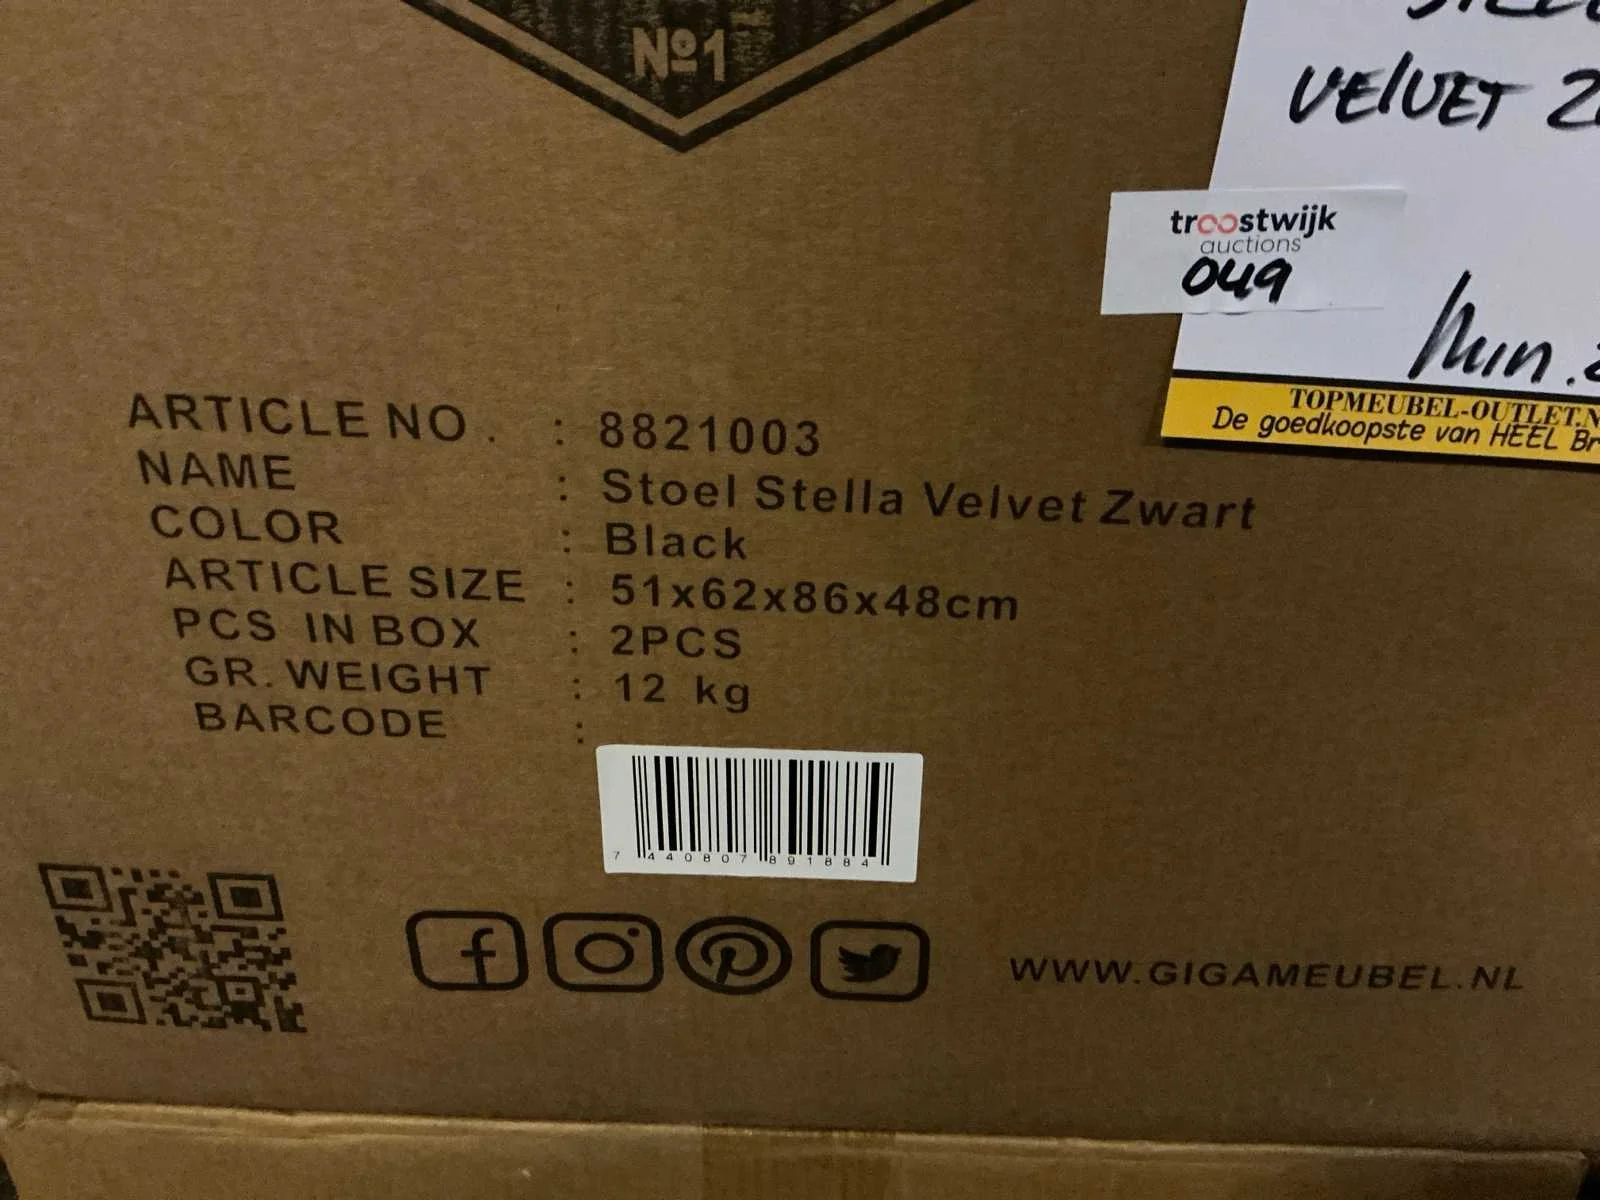 №1
VELVET
troostwijk
auctions
049
Min.
TOPMEUBEL-OUTLET.N
De goedkoopste van HEEL Br
ARTICLE NO. : 8821003
NAME : Stoel Stella Velvet Zwart
COLOR : Black
ARTICLE SIZE : 51x62x86x48cm
PCS IN BOX : 2PCS
GR. WEIGHT : 12 kg
BARCODE :
7 440807 891884
WWW.GIGAMEUBEL.NL